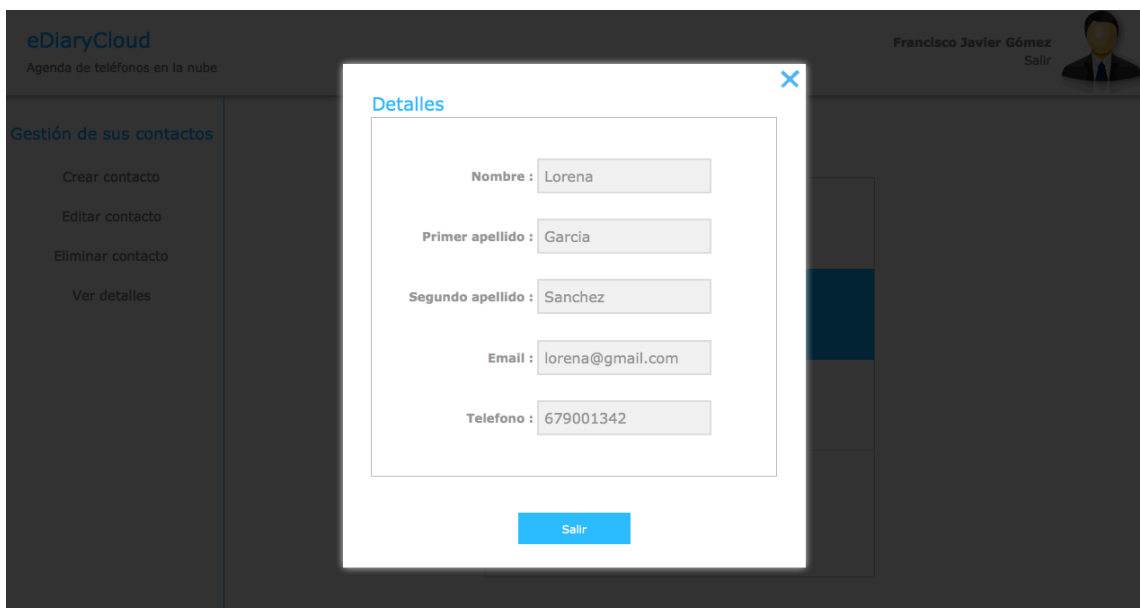 eDiaryCloud
Agenda de teléfonos en la nube
Francisco Javier Gómez
Salir
Gestión de sus contactos
Crear contacto
Editar contacto
Eliminar contacto
Ver detalles
Detalles
Nombre : Lorena
Primer apellido : Garcia
Segundo apellido : Sanchez
Email : lorena@gmail.com
Telefono : 679001342
Salir